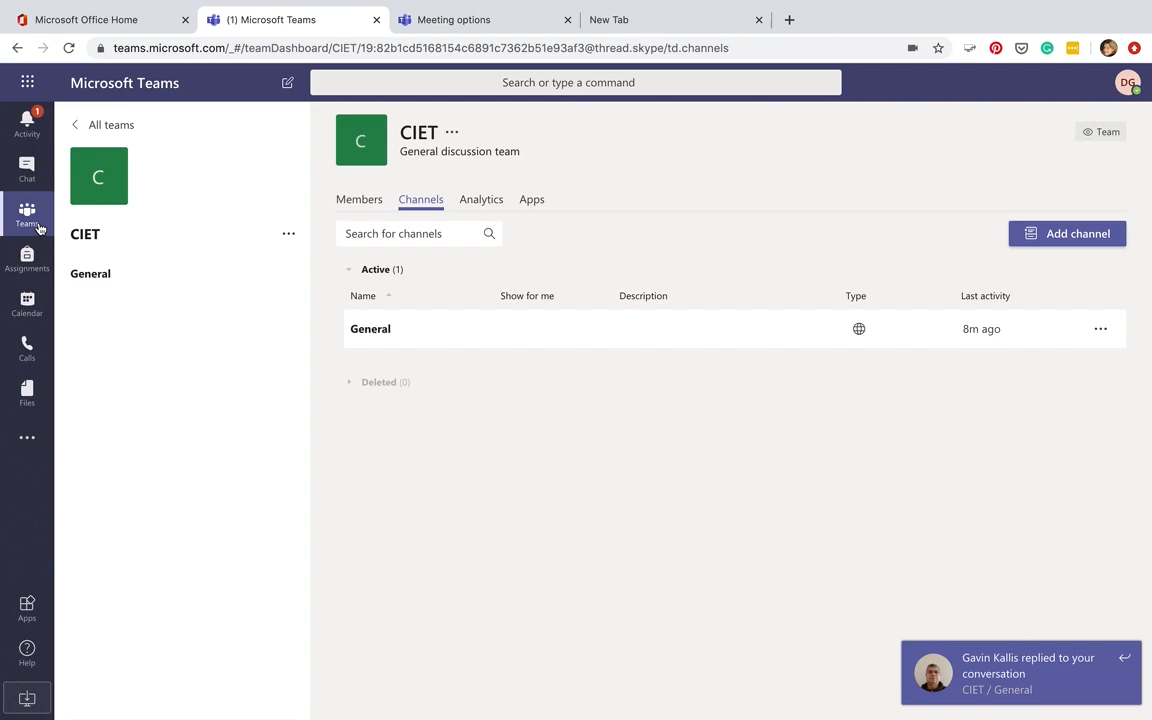 Microsoft Office Home
(1) Microsoft Teams
Meeting options
New Tab
teams.microsoft.com/_#/teamDashboard/CIET/19:82b1cd5168154c6891c7362b51e93af3@thread.skype/td.channels
Microsoft Teams
Search or type a command
DG
1
Activity
Chat
Teams
Assignments
Calendar
Calls
Files
Apps
Help
All teams
C
CIET
General
C
CIET
General discussion team
Team
Members
Channels
Analytics
Apps
Search for channels
Add channel
Active (1)
Name
Show for me
Description
Type
Last activity
General
8m ago
Deleted (0)
Gavin Kallis replied to your
conversation
CIET / General